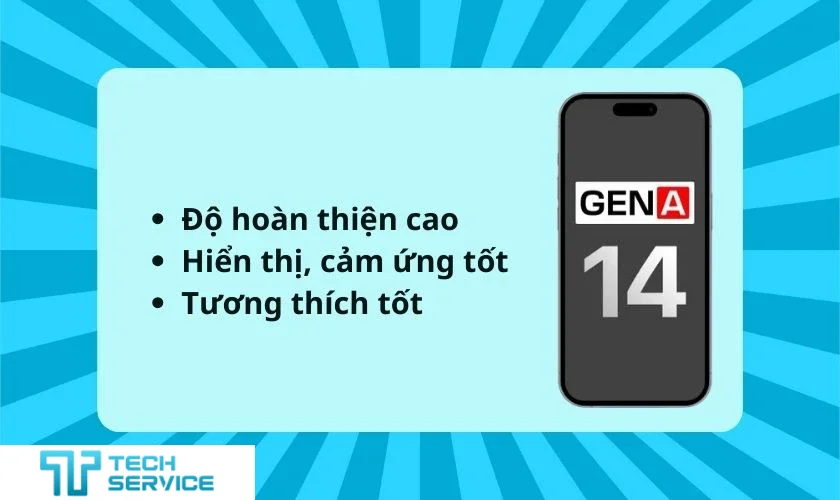 Độ hoàn thiện cao
Hiển thị, cảm ứng tốt
Tương thích tốt
GENA
14
TECH
SERVICE